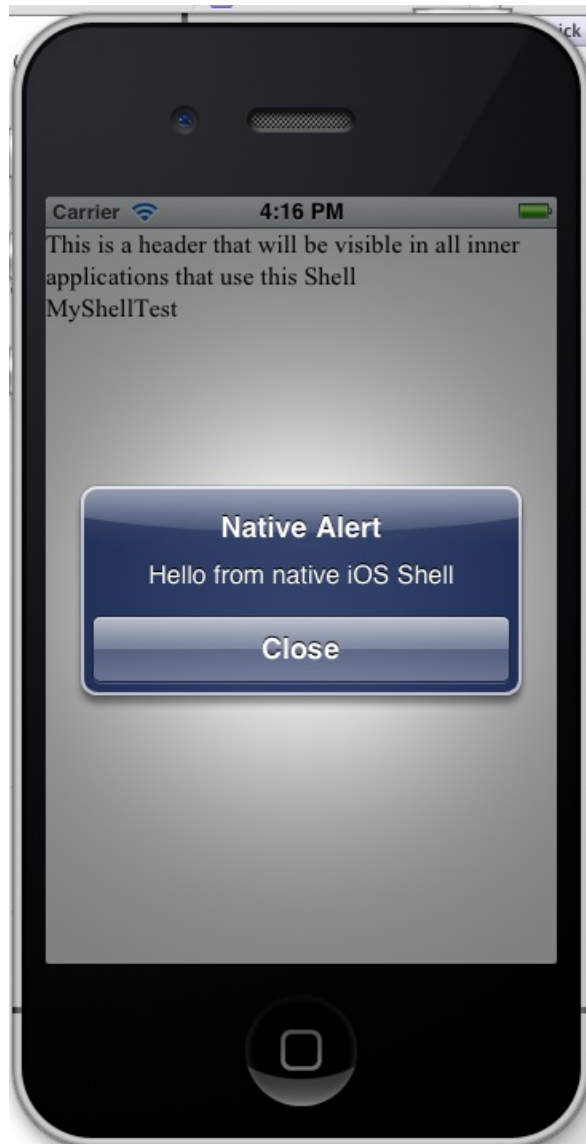 ick
Carrier 4:16 PM
This is a header that will be visible in all inner
applications that use this Shell
MyShellTest
Native Alert
Hello from native iOS Shell
Close